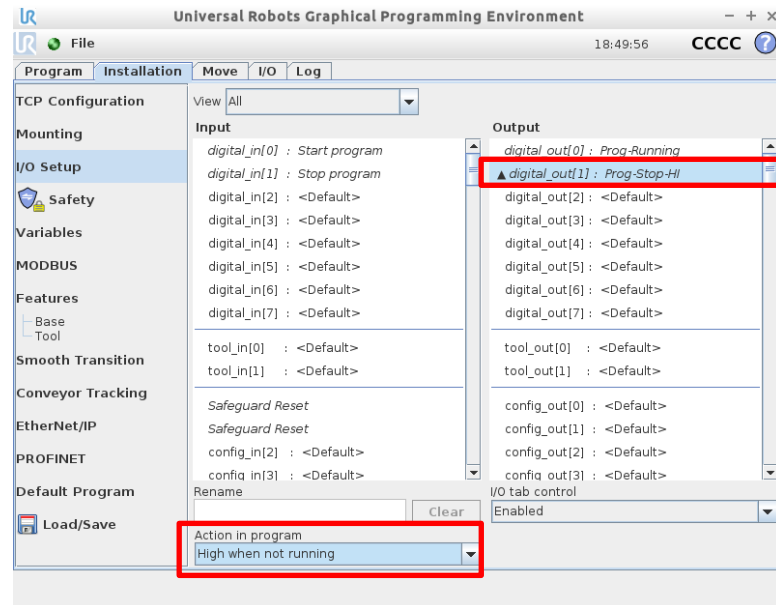 UR Universal Robots Graphical Programming Environment
UR File 18:49:56 CCCC ?
Program Installation Move I/O Log
TCP Configuration
Mounting
I/O Setup
Safety
Variables
MODBUS
Features
Base
Tool
Smooth Transition
Conveyor Tracking
EtherNet/IP
PROFINET
Default Program
Load/Save
View All
Input
digital_in[0] : Start program
digital_in[1] : Stop program
digital_in[2] : <Default>
digital_in[3] : <Default>
digital_in[4] : <Default>
digital_in[5] : <Default>
digital_in[6] : <Default>
digital_in[7] : <Default>
tool_in[0] : <Default>
tool_in[1] : <Default>
Safeguard Reset
Safeguard Reset
config_in[2] : <Default>
config_in[3] : <Default>
Output
digital_out[0] : Prog-Running
▲ digital_out[1] : Prog-Stop-HI
digital_out[2] : <Default>
digital_out[3] : <Default>
digital_out[4] : <Default>
digital_out[5] : <Default>
digital_out[6] : <Default>
digital_out[7] : <Default>
tool_out[0] : <Default>
tool_out[1] : <Default>
config_out[0] : <Default>
config_out[1] : <Default>
config_out[2] : <Default>
config_out[3] : <Default>
Rename
Clear
I/O tab control
Enabled
Action in program
High when not running